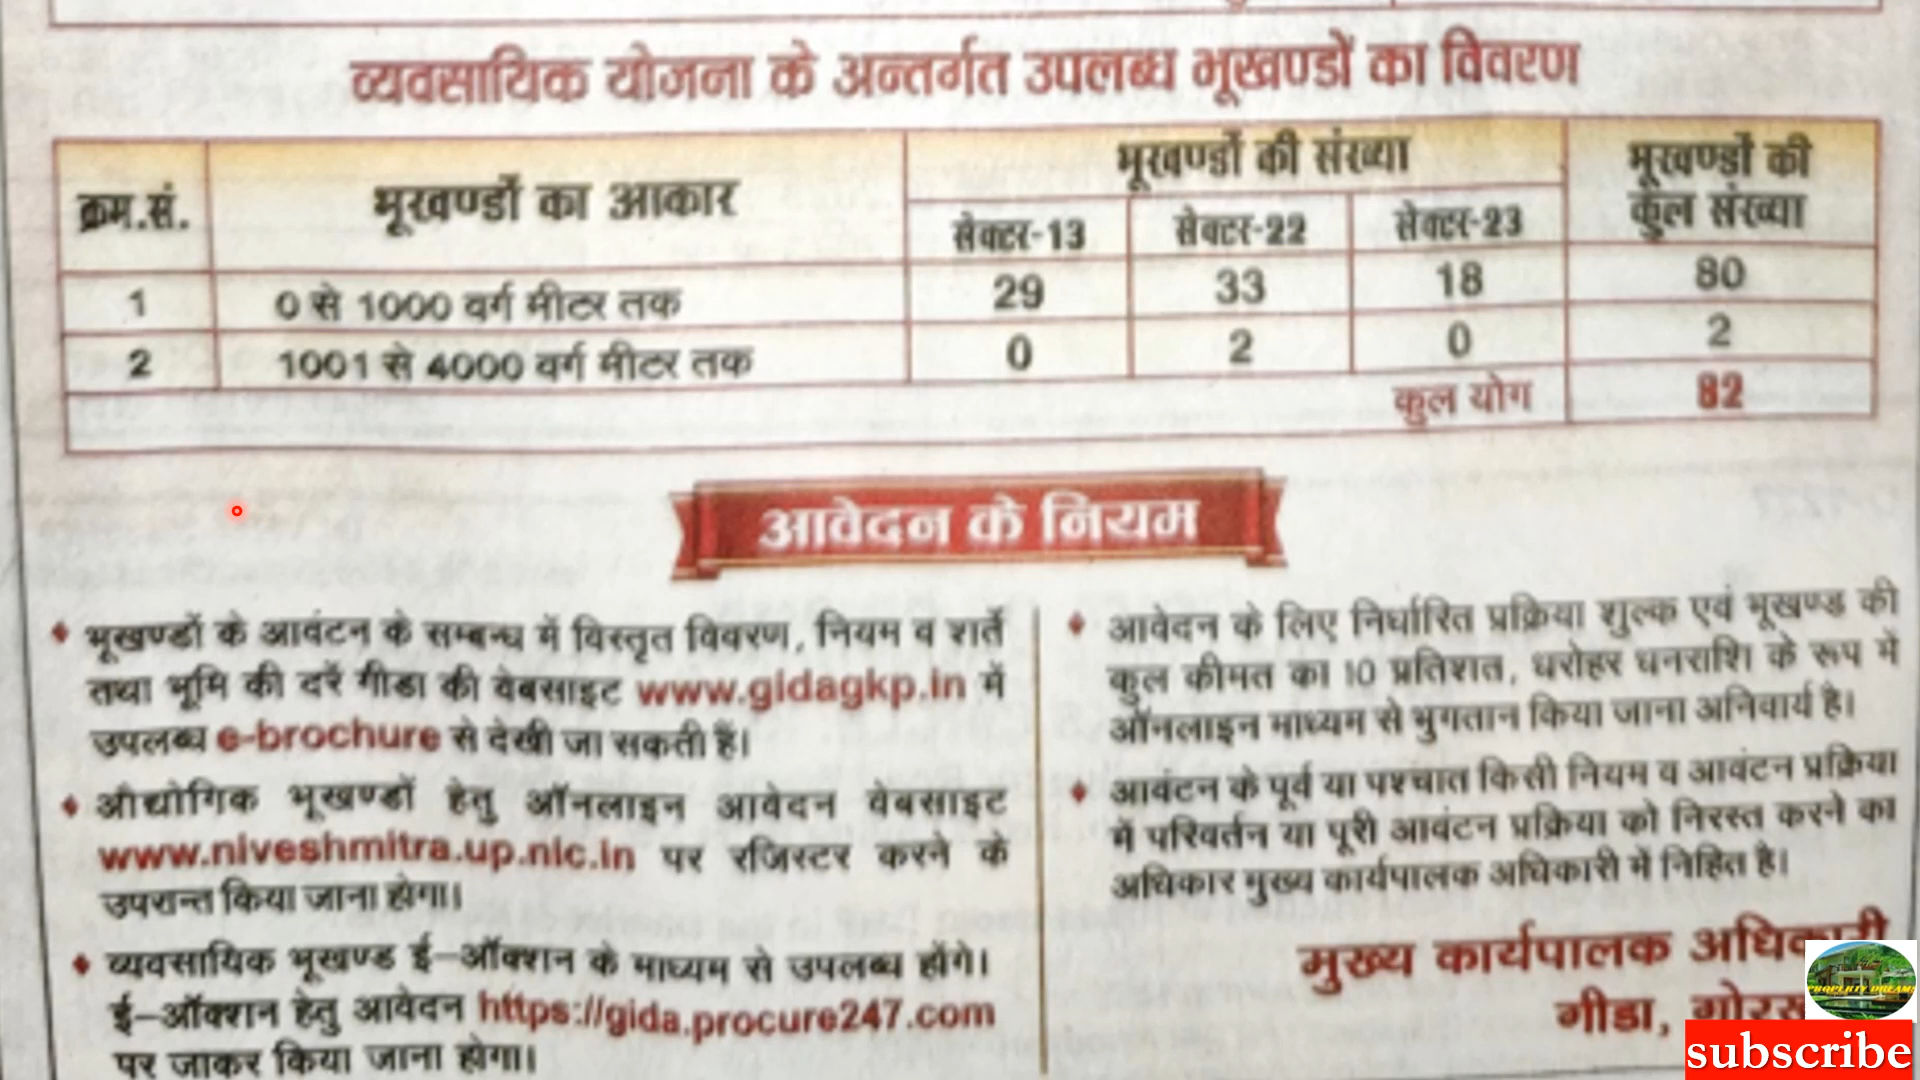 व्यवसायिक योजना के अन्तर्गत उपलब्ध भूखण्डों का विवरण
क्रम.सं. भूखण्डों का आकार भूखण्डों की संख्या भूखण्डों की कुल संख्या
सेक्टर-13 सेक्टर-22 सेक्टर-23
1 0 से 1000 वर्ग मीटर तक 29 33 18 80
2 1001 से 4000 वर्ग मीटर तक 0 2 0 2
कुल योग 82
आवेदन के नियम
भूखण्डों के आवंटन के सम्बन्ध में विस्तृत विवरण, नियम व शर्तें
तथा भूमि की दरें गीडा की वेबसाइट www.gidagkp.in में
उपलब्ध e-brochure से देखी जा सकती हैं।
औद्योगिक भूखण्डों हेतु ऑनलाइन आवेदन वेबसाइट
www.niveshmitra.up.nic.in पर रजिस्टर करने के
उपरान्त किया जाना होगा।
व्यवसायिक भूखण्ड ई-ऑक्शन के माध्यम से उपलब्ध होंगे।
ई-ऑक्शन हेतु आवेदन https://gida.procure247.com
पर जाकर किया जाना होगा।
आवेदन के लिए निर्धारित प्रक्रिया शुल्क एवं भूखण्ड की
कुल कीमत का 10 प्रतिशत, धरोहर धनराशि के रूप में
ऑनलाइन माध्यम से भुगतान किया जाना अनिवार्य है।
आवंटन के पूर्व या पश्चात किसी नियम व आवंटन प्रक्रिया
में परिवर्तन या पूरी आवंटन प्रक्रिया को निरस्त करने का
अधिकार मुख्य कार्यपालक अधिकारी में निहित है।
मुख्य कार्यपालक अधिकारी
गीडा,
PROPERTY DREAM
subscribe